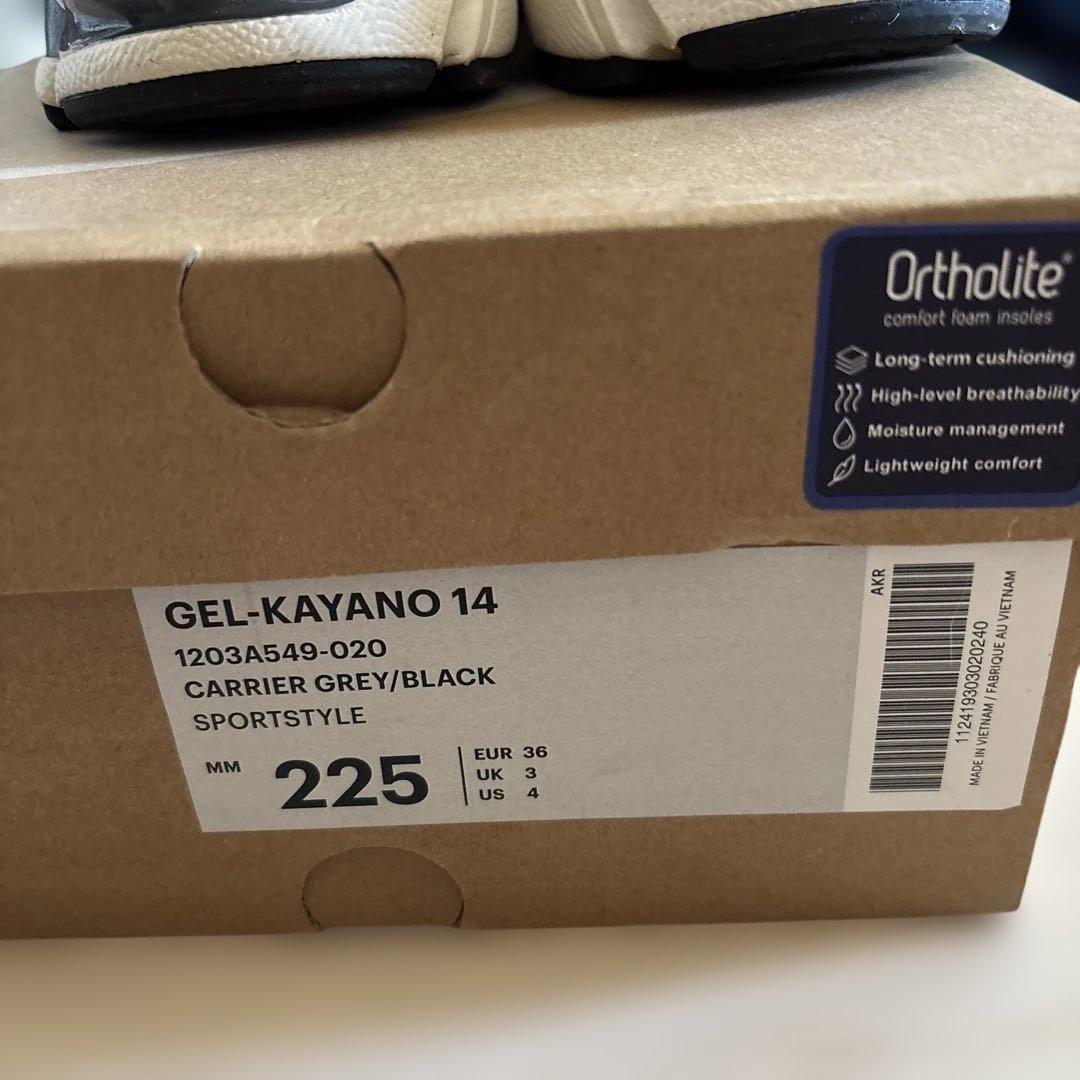 Ortholite®
comfort foam insoles
Long-term cushioning
High-level breathability
Moisture management
Lightweight comfort
GEL-KAYANO 14
1203A549-020
CARRIER GREY/BLACK
SPORTSTYLE
MM 225
EUR 36
UK 3
US 4
AKR
11241930302024​0
MADE IN VIETNAM / FABRIQUE AU VIETNAM